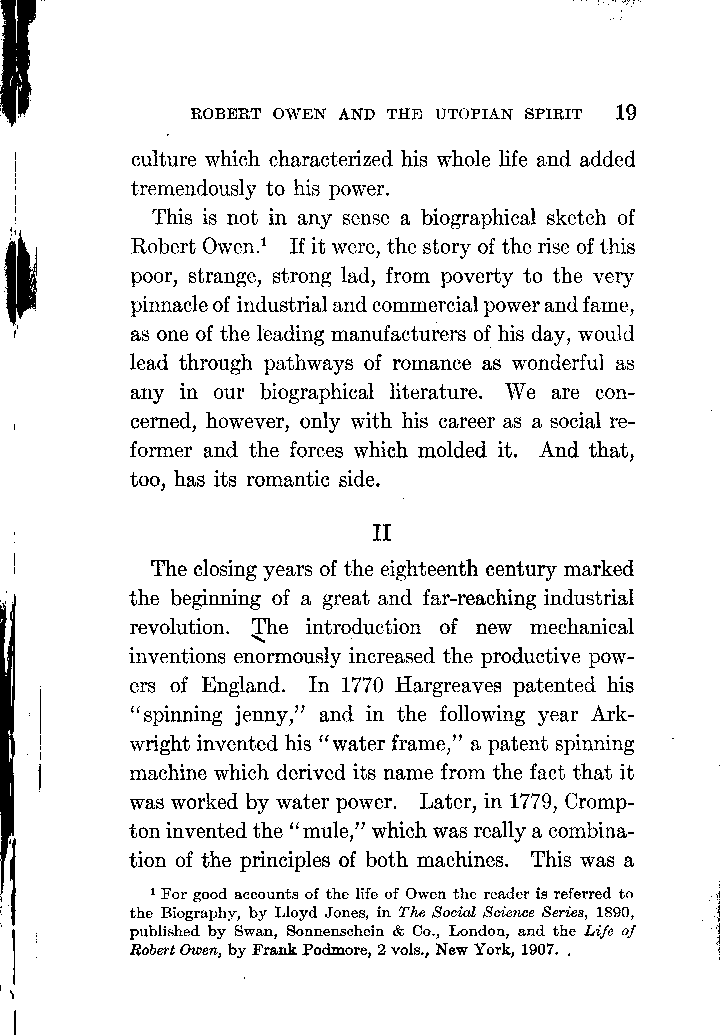 ROBERT OWEN AND THE UTOPIAN SPIRIT 19
culture which characterized his whole life and added
tremendously to his power.
This is not in any sense a biographical sketch of
Robert Owen.¹ If it were, the story of the rise of this
poor, strange, strong lad, from poverty to the very
pinnacle of industrial and commercial power and fame,
as one of the leading manufacturers of his day, would
lead through pathways of romance as wonderful as
any in our biographical literature. We are con-
cerned, however, only with his career as a social re-
former and the forces which molded it. And that,
too, has its romantic side.
II
The closing years of the eighteenth century marked
the beginning of a great and far-reaching industrial
revolution. The introduction of new mechanical
inventions enormously increased the productive pow-
ers of England. In 1770 Hargreaves patented his
“spinning jenny,” and in the following year Ark-
wright invented his “water frame,” a patent spinning
machine which derived its name from the fact that it
was worked by water power. Later, in 1779, Cromp-
ton invented the “mule,” which was really a combina-
tion of the principles of both machines. This was a
¹ For good accounts of the life of Owen the reader is referred to
the Biography, by Lloyd Jones, in The Social Science Series, 1890,
published by Swan, Sonnenschein & Co., London, and the Life of
Robert Owen, by Frank Podmore, 2 vols., New York, 1907.